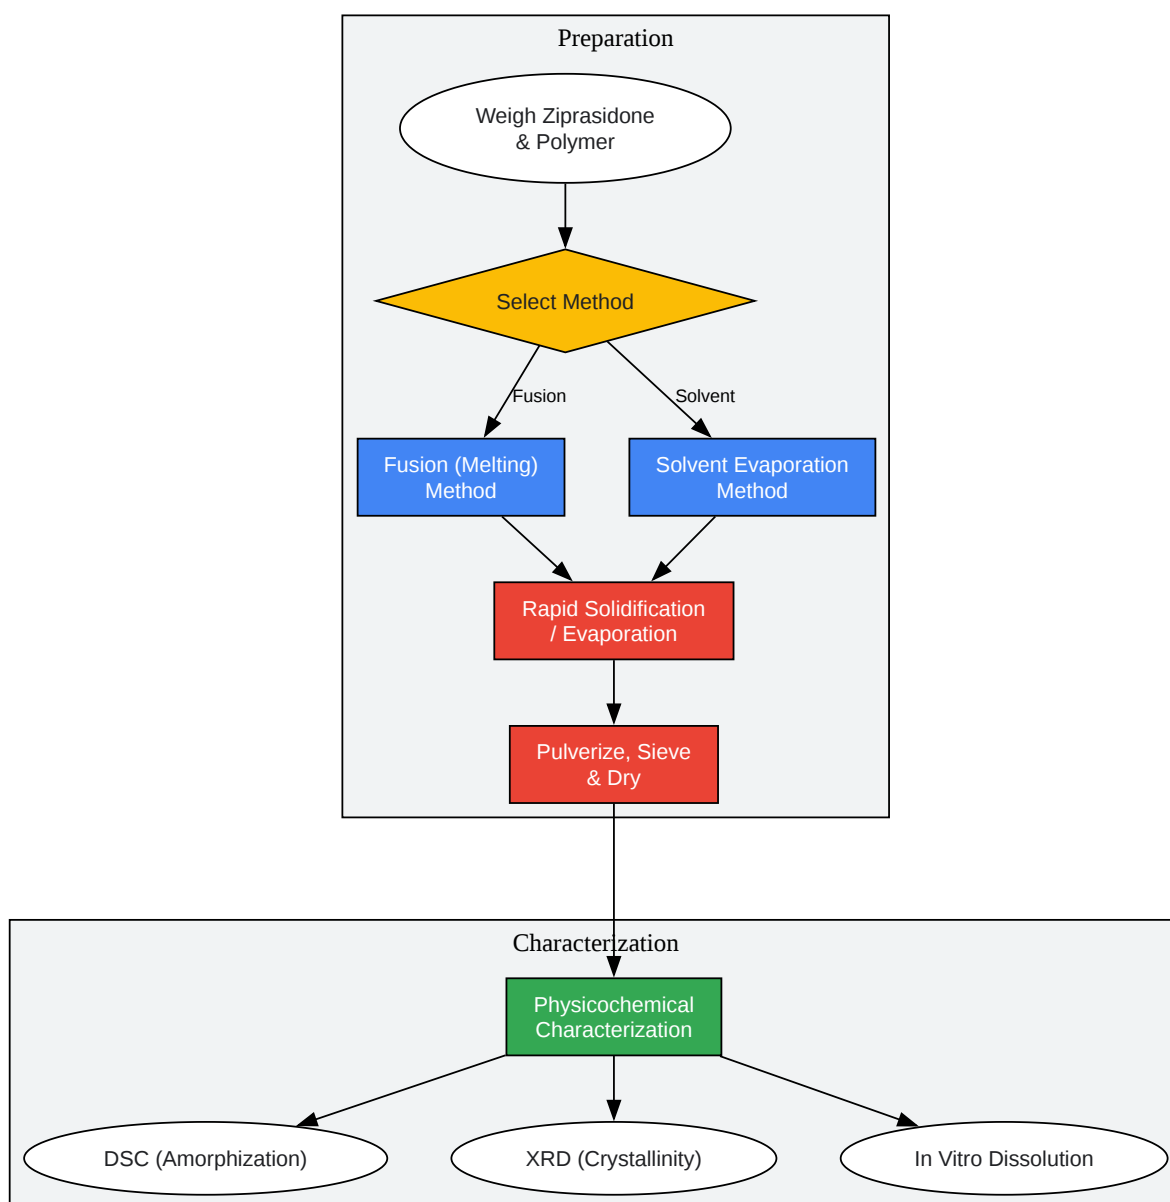 Preparation
Weigh Ziprasidone
& Polymer
Select Method
Fusion
Solvent
Fusion (Melting)
Method
Solvent Evaporation
Method
Rapid Solidification
/ Evaporation
Pulverize, Sieve
& Dry
Characterization
Physicochemical
Characterization
DSC (Amorphization)
XRD (Crystallinity)
In Vitro Dissolution